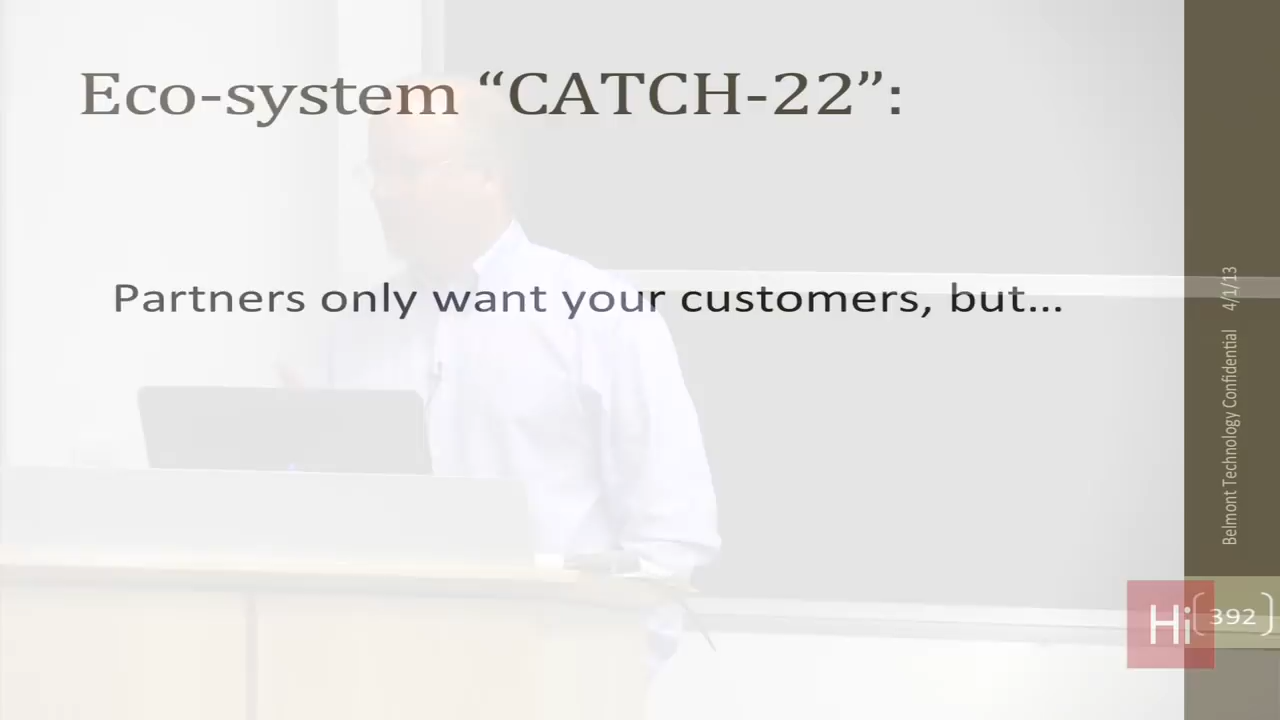 Eco-system “CATCH-22”:
Partners only want your customers, but...
Belmont Technology Confidential 4/1/13
Hi
392